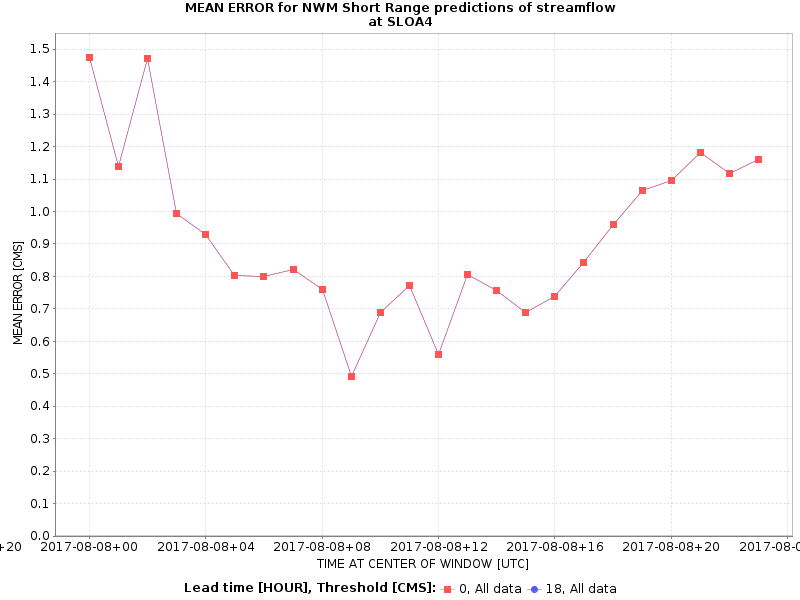 MEAN ERROR for NWM Short Range predictions of streamflow
at SLOA4
MEAN ERROR [CMS]
1.5
1.4
1.3
1.2
1.1
1.0
0.9
0.8
0.7
0.6
0.5
0.4
0.3
0.2
0.1
0.0
+20 2017-08-08+00 2017-08-08+04 2017-08-08+08 2017-08-08+12 2017-08-08+16 2017-08-08+20 2017-08-0
TIME AT CENTER OF WINDOW [UTC]
Lead time [HOUR], Threshold [CMS]: 0, All data 18, All data